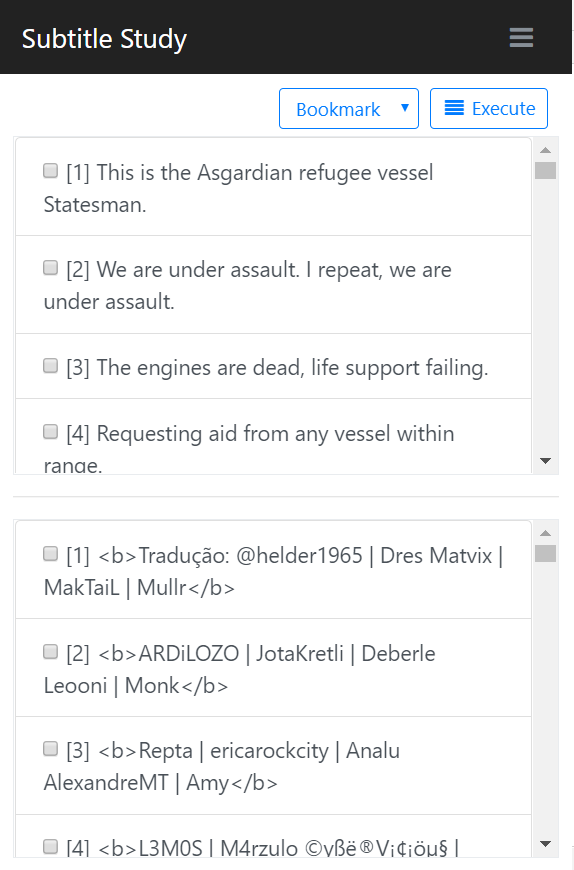 Subtitle Study
Bookmark
Execute
[1] This is the Asgardian refugee vessel
Statesman.
[2] We are under assault. I repeat, we are
under assault.
[3] The engines are dead, life support failing.
[4] Requesting aid from any vessel within
range.
[1] <b>Tradução: @helder1965 | Dres Matvix |
MakTaiL | Mullr</b>
[2] <b>ARDiLOZO | JotaKretli | Deberle
Leooni | Monk</b>
[3] <b>Repta | ericarockcity | Analu
AlexandreMT | Amy</b>
[4] <b>L3M0S | M4rzulo ©yßë®V¡¢¡öµ§ |